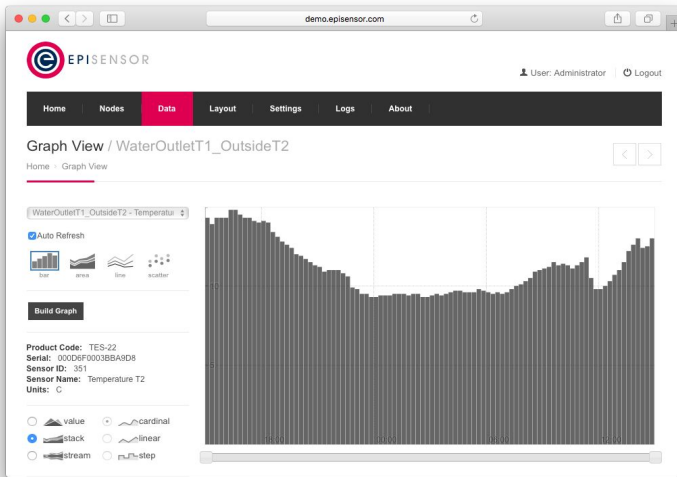 demo.episensor.com
EPISENSOR
User: Administrator
Logout
Home Nodes Data Layout Settings Logs About
Graph View / WaterOutletT1_OutsideT2
Home Graph View
WaterOutletT1_OutsideT2 - Temperatu
Auto Refresh
bar area line scatter
Build Graph
Product Code: TES-22
Serial: 000D6F0003BBA9D8
Sensor ID: 351
Sensor Name: Temperature T2
Units: C
value cardinal
stack linear
stream step